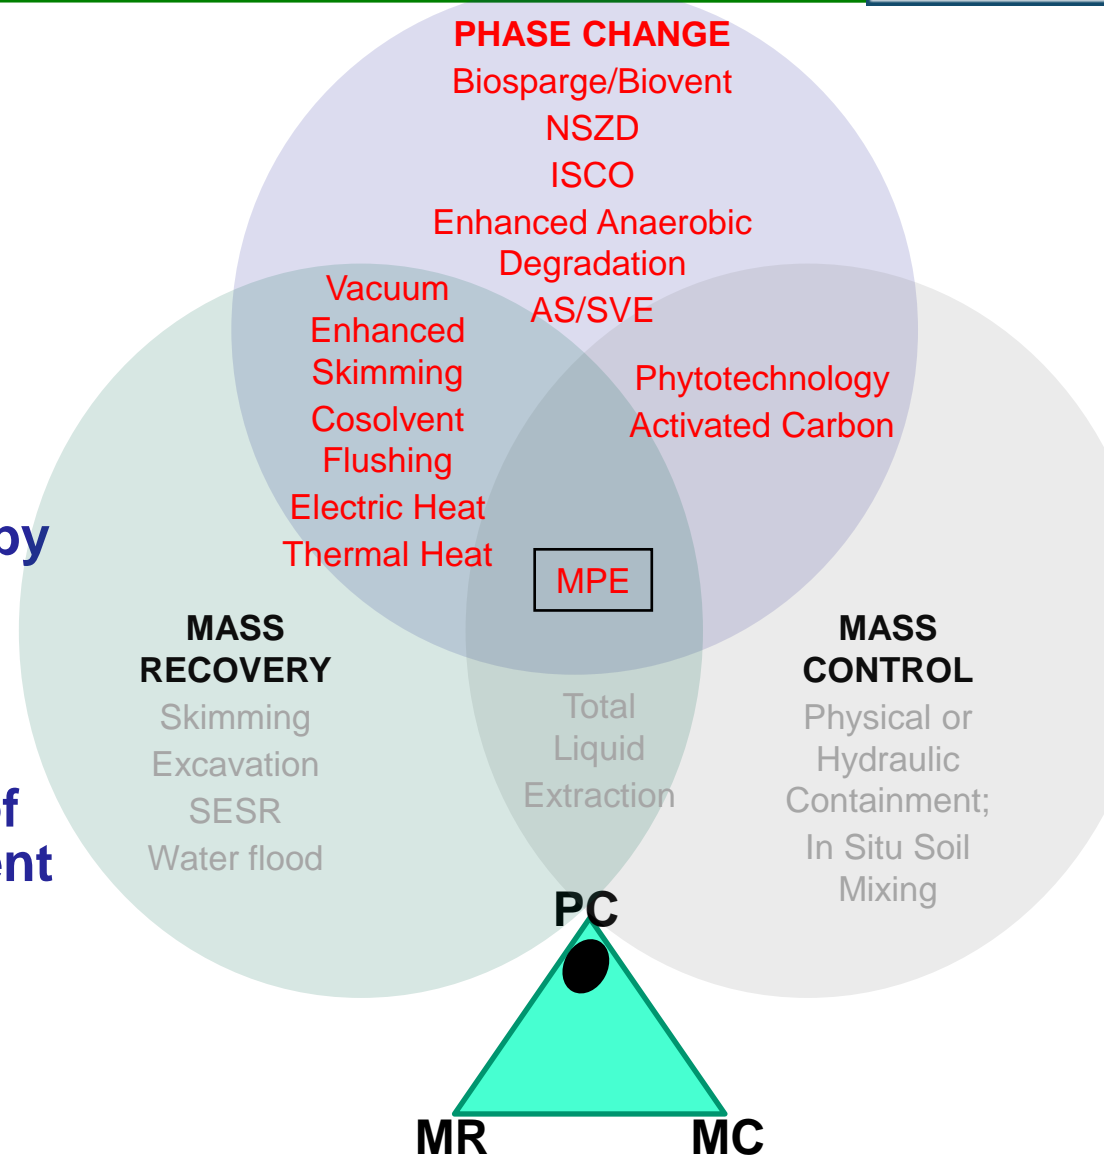 PHASE CHANGE
Biosparge/Biovent
NSZD
ISCO
Enhanced Anaerobic
Degradation
AS/SVE
Vacuum
Enhanced
Skimming
Cosolvent
Flushing
Electric Heat
Thermal Heat
Phytotechnology
Activated Carbon
by
MPE
MASS
RECOVERY
Skimming
Excavation
SESR
Water flood
Total
Liquid
Extraction
MASS
CONTROL
Physical or
Hydraulic
Containment;
In Situ Soil
Mixing
of
ent
PC
MR
MC